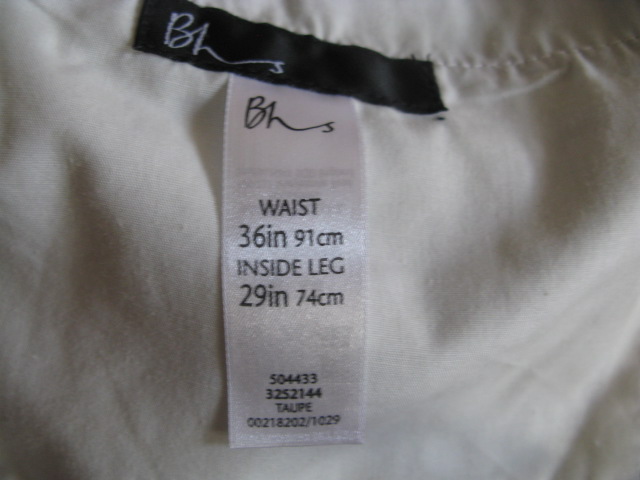 Bhs
Bhs
WAIST
36in 91cm
INSIDE LEG
29in 74cm
504433
3252144
TAUPE
00218202/1029